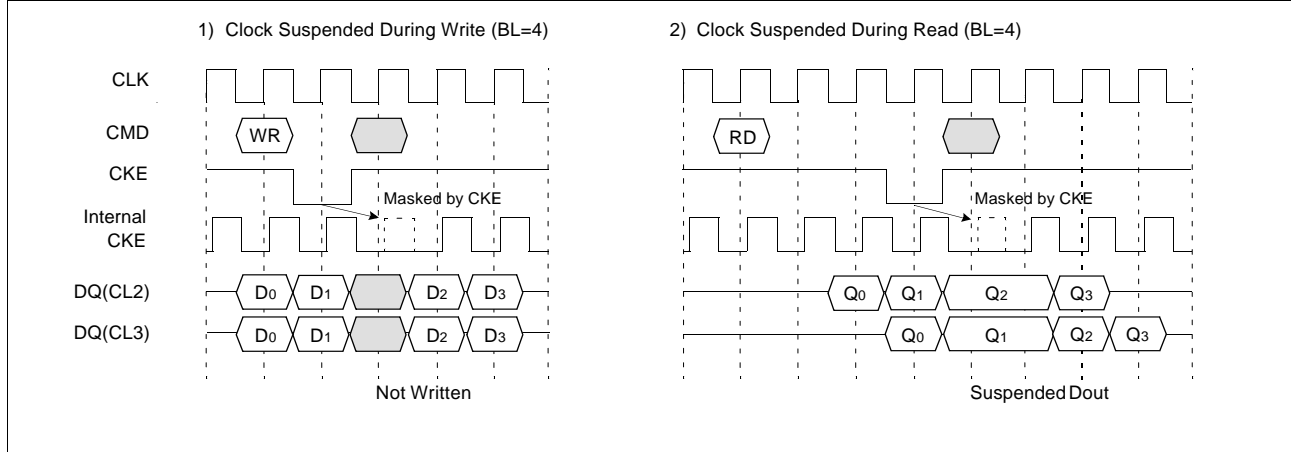 1) Clock Suspended During Write (BL=4)
2) Clock Suspended During Read (BL=4)
CLK
CMD
WR
RD
CKE
Masked by CKE
Masked by CKE
Internal
CKE
DQ(CL2)
D0 D1 D2 D3
Q0 Q1 Q2 Q3
DQ(CL3)
D0 D1 D2 D3
Q0 Q1 Q2 Q3
Not Written
Suspended Dout